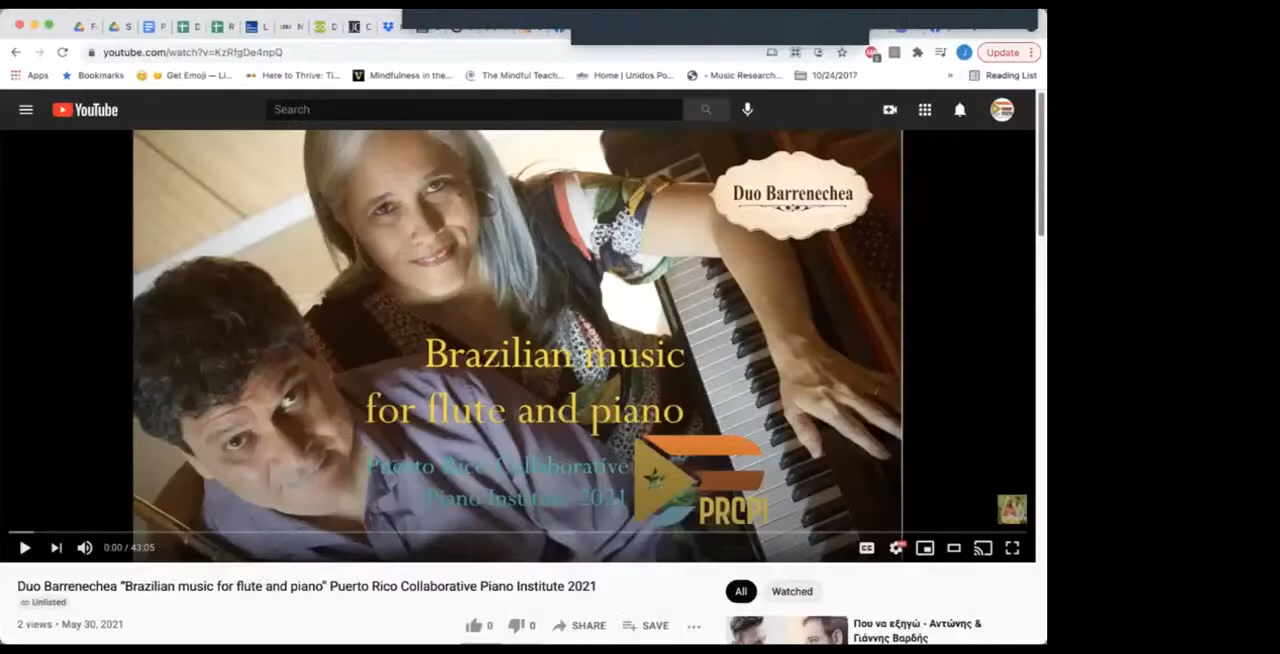 F
S
P
D
R
L
N
D
C
youtube.com/watch?v=KzRfgDe4npQ
J
Update
Apps
Bookmarks
Get Emoji — Li...
Here to Thrive: Ti...
Mindfulness in the...
The Mindful Teach...
Home | Unidos Po...
- Music Research...
10/24/2017
»
Reading List
YouTube
Search
Duo Barrenechea
Brazilian music
for flute and piano
Puerto Rico Collaborative
Piano Institute 2021
PRCPI
0:00 / 43:05
CC
Duo Barrenechea "Brazilian music for flute and piano" Puerto Rico Collaborative Piano Institute 2021
Unlisted
2 views • May 30, 2021
0
0
SHARE
SAVE
All
Watched
Που να εξηγώ - Αντώνης &
Γιάννης Βαρδής